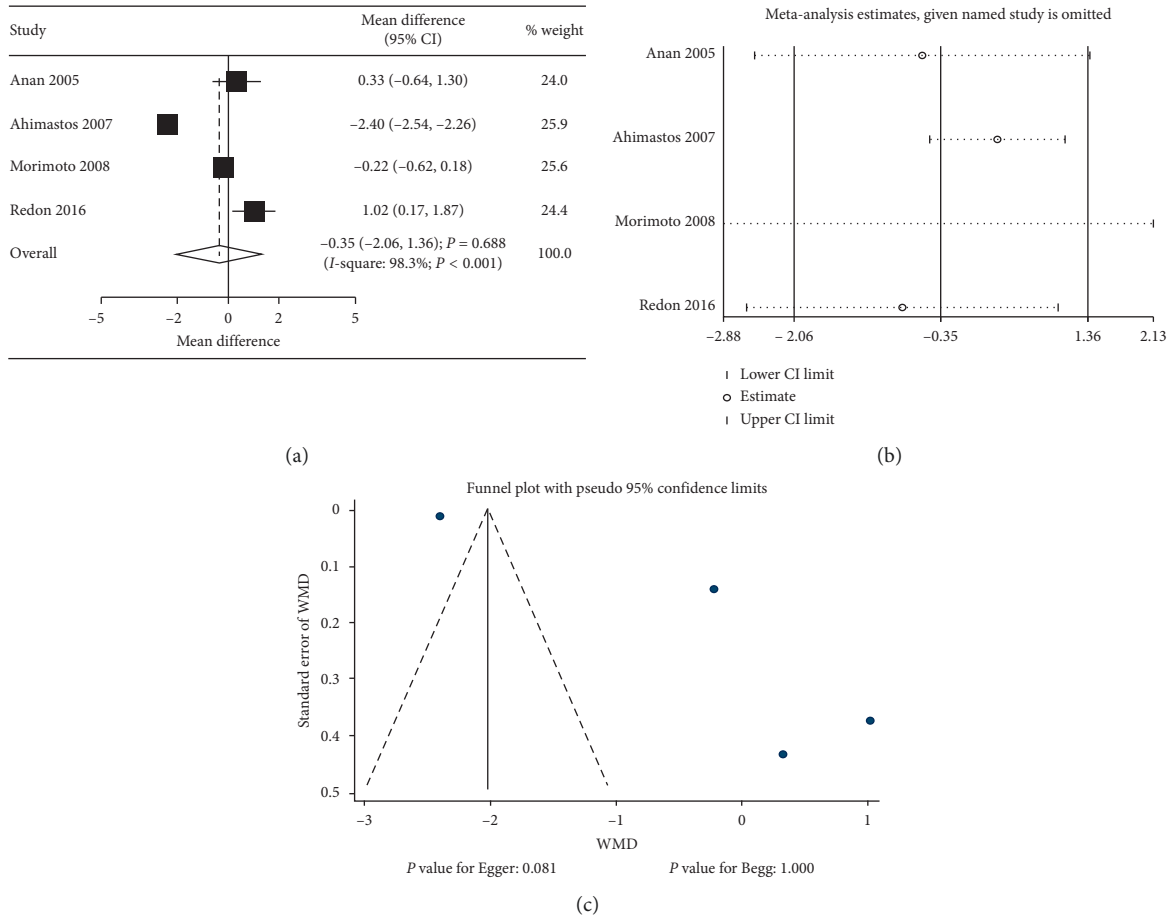 Study Mean difference (95% CI) % weight
Anan 2005 0.33 (–0.64, 1.30) 24.0
Ahimastos 2007 –2.40 (–2.54, –2.26) 25.9
Morimoto 2008 –0.22 (–0.62, 0.18) 25.6
Redon 2016 1.02 (0.17, 1.87) 24.4
Overall –0.35 (–2.06, 1.36); P = 0.688 100.0
(I-square: 98.3%; P < 0.001)
–5 –2 0 2 5
Mean difference
(a)
Meta-analysis estimates, given named study is omitted
Anan 2005
Ahimastos 2007
Morimoto 2008
Redon 2016
–2.88 –2.06 –0.35 1.36 2.13
Lower CI limit
Estimate
Upper CI limit
(b)
Funnel plot with pseudo 95% confidence limits
Standard error of WMD
0
0.1
0.2
0.3
0.4
0.5
–3 –2 –1 0 1
WMD
P value for Egger: 0.081 P value for Begg: 1.000
(c)